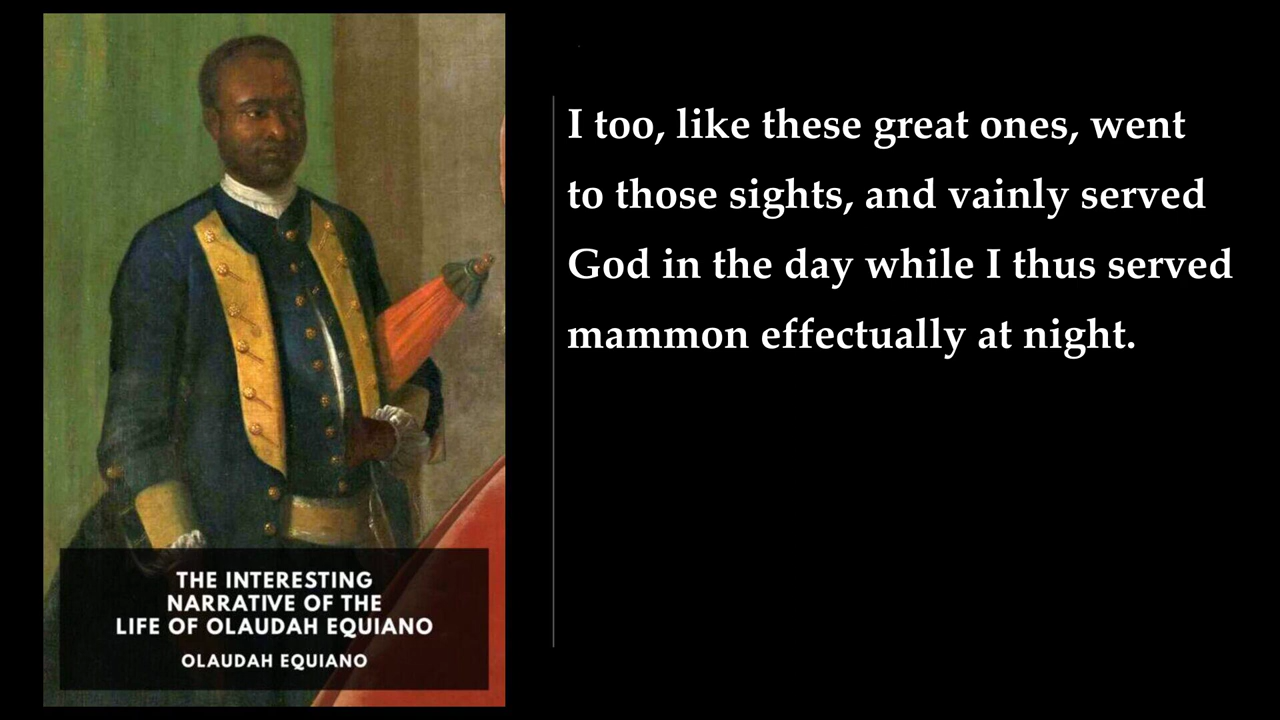 THE INTERESTING
NARRATIVE OF THE
LIFE OF OLAUDAH EQUIANO
OLAUDAH EQUIANO
I too, like these great ones, went
to those sights, and vainly served
God in the day while I thus served
mammon effectually at night.